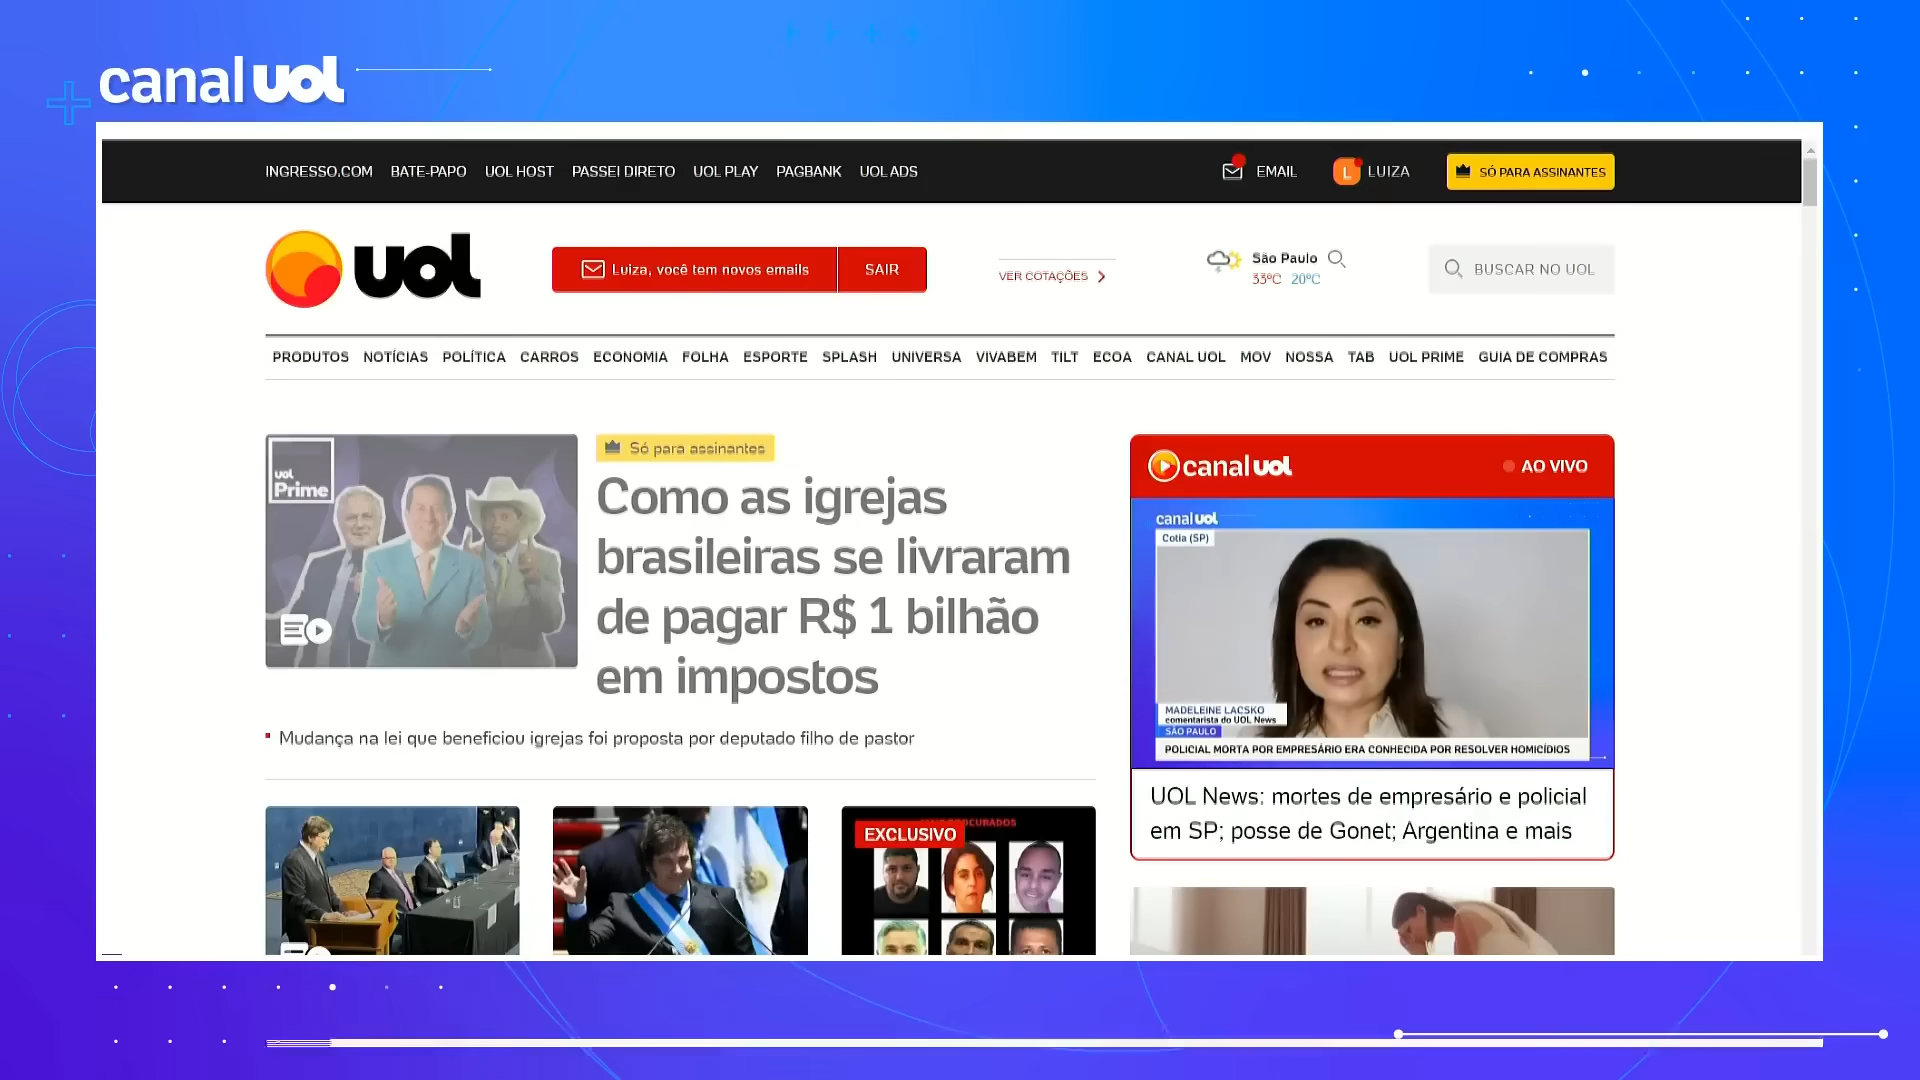 canal uol
INGRESSO.COM BATE-PAPO UOL HOST PASSEI DIRETO UOL PLAY PAGBANK UOL ADS EMAIL L LUIZA SÓ PARA ASSINANTES
uol Luiza, você tem novos emails SAIR VER COTAÇÕES São Paulo 33ºC 20ºC BUSCAR NO UOL
PRODUTOS NOTÍCIAS POLÍTICA CARROS ECONOMIA FOLHA ESPORTE SPLASH UNIVERSA VIVABEM TILT ECOA CANAL UOL MOV NOSSA TAB UOL PRIME GUIA DE COMPRAS
uol
Prime
Só para assinantes
Como as igrejas
brasileiras se livraram
de pagar R$ 1 bilhão
em impostos
Mudança na lei que beneficiou igrejas foi proposta por deputado filho de pastor
canal uol AO VIVO
canal uol
Cotia (SP)
MADELEINE LACSKO
comentarista do UOL News
SÃO PAULO
POLICIAL MORTA POR EMPRESÁRIO ERA CONHECIDA POR RESOLVER HOMICÍDIOS
UOL News: mortes de empresário e policial
em SP; posse de Gonet; Argentina e mais
EXCLUSIVO